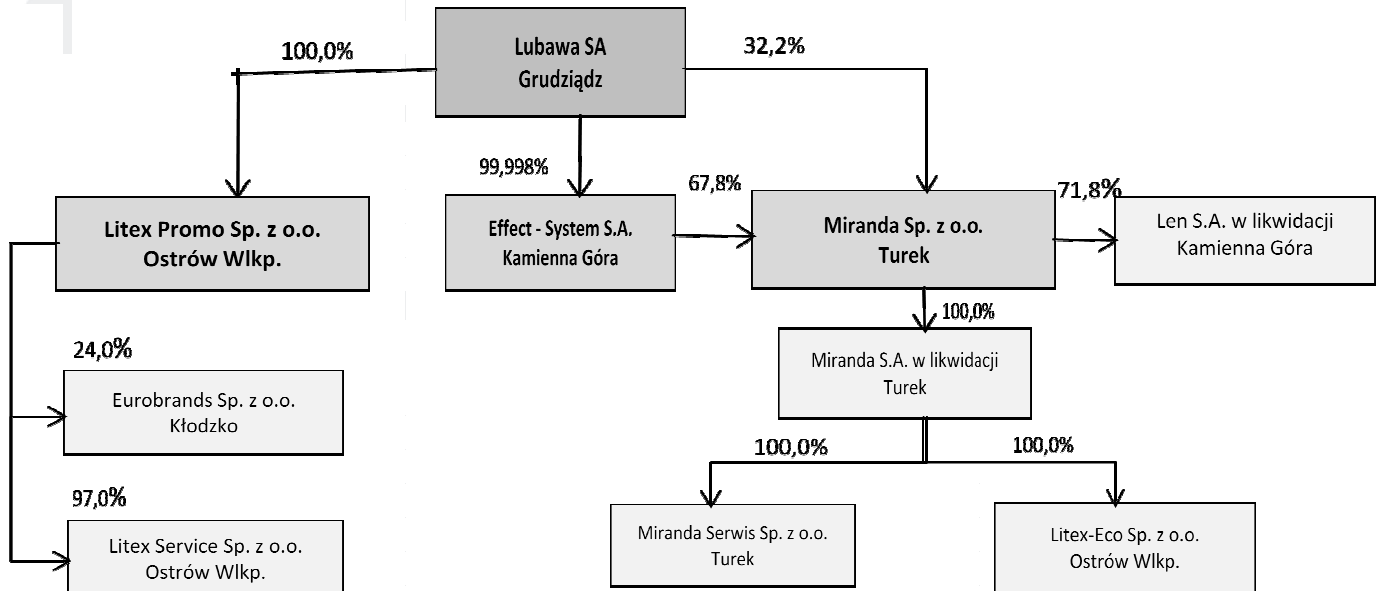 Lubawa SA
Grudziądz
100,0%
32,2%
99,998%
67,8%
71,8%
Litex Promo Sp. z o.o.
Ostrów Wlkp.
Effect - System S.A.
Kamienna Góra
Miranda Sp. z o.o.
Turek
Len S.A. w likwidacji
Kamienna Góra
100,0%
24,0%
Miranda S.A. w likwidacji
Turek
Eurobrands Sp. z o.o.
Kłodzko
100,0%
100,0%
97,0%
Litex Service Sp. z o.o.
Ostrów Wlkp.
Miranda Serwis Sp. z o.o.
Turek
Litex-Eco Sp. z o.o.
Ostrów Wlkp.